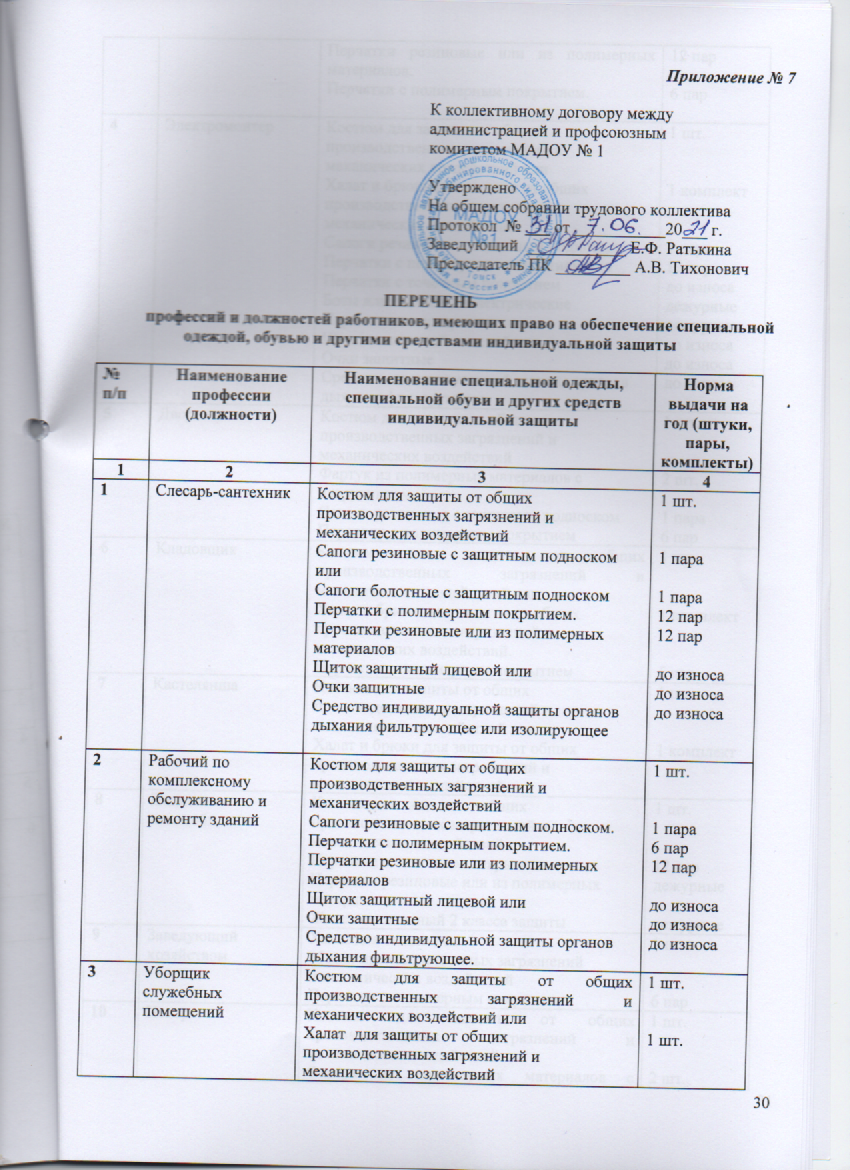 Приложение № 7
К коллективному договору между
администрацией и профсоюзным
комитетом МАДОУ № 1
Утверждено
На общем собрании трудового коллектива
Протокол № 31 от 7.06. 2021 г.
Заведующий Е.Ф. Ратькина
Председатель ПК А.В. Тихонович
МАДОУ
№1
Томск
Россия
ПЕРЕЧЕНЬ
профессий и должностей работников, имеющих право на обеспечение специальной
одеждой, обувью и другими средствами индивидуальной защиты
№ п/п
Наименование профессии (должности)
Наименование специальной одежды, специальной обуви и других средств индивидуальной защиты
Норма выдачи на год (штуки, пары, комплекты)
1 2 3 4
1 Слесарь-сантехник Костюм для защиты от общих 1 шт.
производственных загрязнений и
механических воздействий
Сапоги резиновые с защитным подноском 1 пара
или
Сапоги болотные с защитным подноском 1 пара
Перчатки с полимерным покрытием. 12 пар
Перчатки резиновые или из полимерных 12 пар
материалов
Щиток защитный лицевой или до износа
Очки защитные до износа
Средство индивидуальной защиты органов до износа
дыхания фильтрующее или изолирующее
2 Рабочий по Костюм для защиты от общих 1 шт.
комплексному производственных загрязнений и
обслуживанию и механических воздействий
ремонту зданий Сапоги резиновые с защитным подноском. 1 пара
Перчатки с полимерным покрытием. 6 пар
Перчатки резиновые или из полимерных 12 пар
материалов
Щиток защитный лицевой или до износа
Очки защитные до износа
Средство индивидуальной защиты органов до износа
дыхания фильтрующее.
3 Уборщик Костюм для защиты от общих 1 шт.
служебных производственных загрязнений и
помещений механических воздействий или
Халат для защиты от общих 1 шт.
производственных загрязнений и
механических воздействий
30